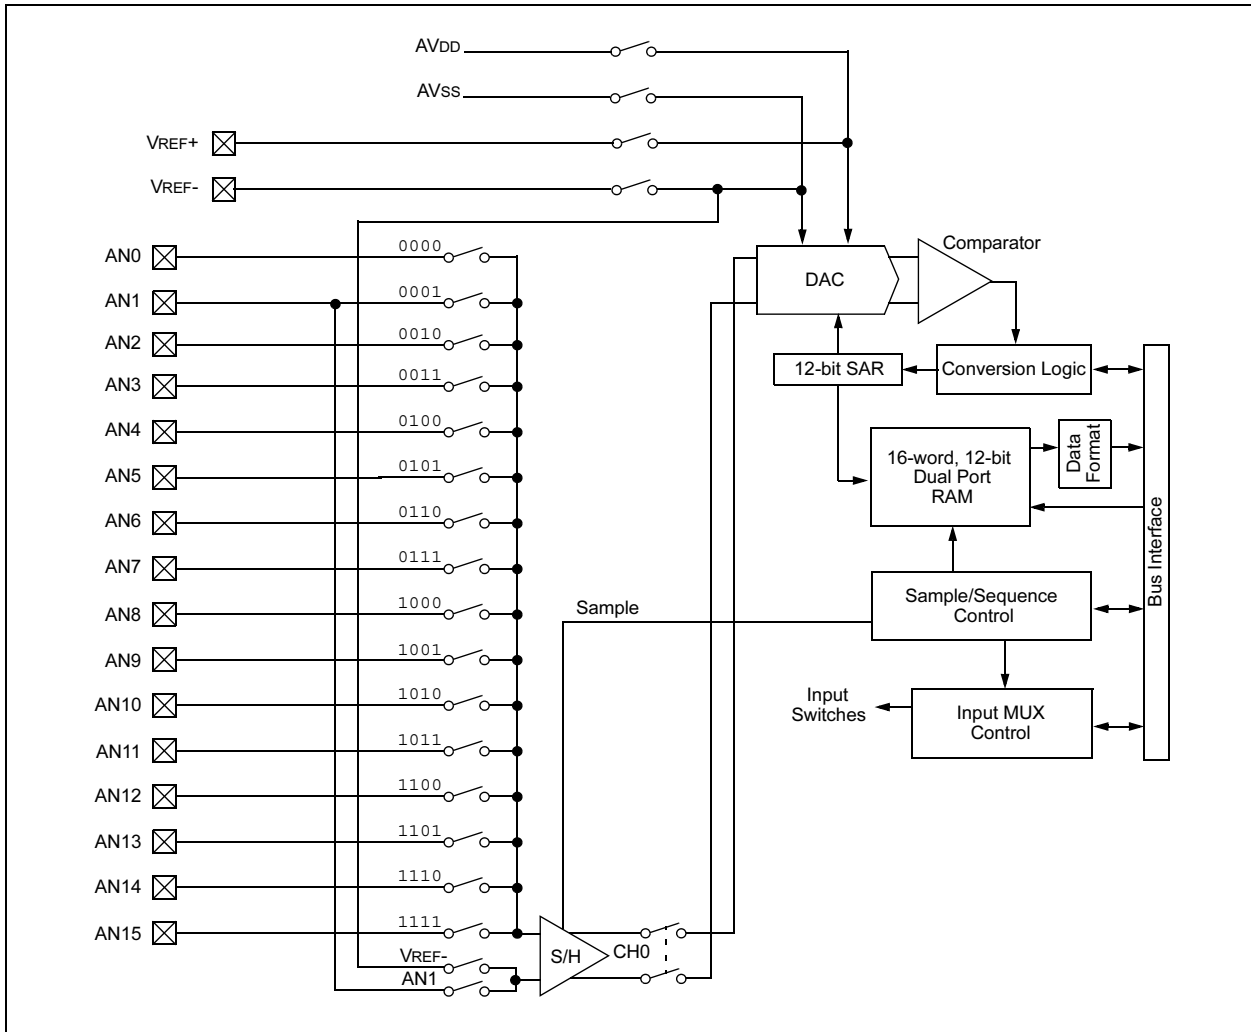 AVDD
AVSS
VREF+
VREF-
AN0
0000
AN1
0001
AN2
0010
AN3
0011
AN4
0100
AN5
0101
AN6
0110
AN7
0111
AN8
1000
AN9
1001
AN10
1010
AN11
1011
AN12
1100
AN13
1101
AN14
1110
AN15
1111
VREF-
AN1
S/H
CH0
Sample
DAC
Comparator
12-bit SAR
Conversion Logic
16-word, 12-bit
Dual Port
RAM
Data
Format
Bus Interface
Sample/Sequence
Control
Input
Switches
Input MUX
Control